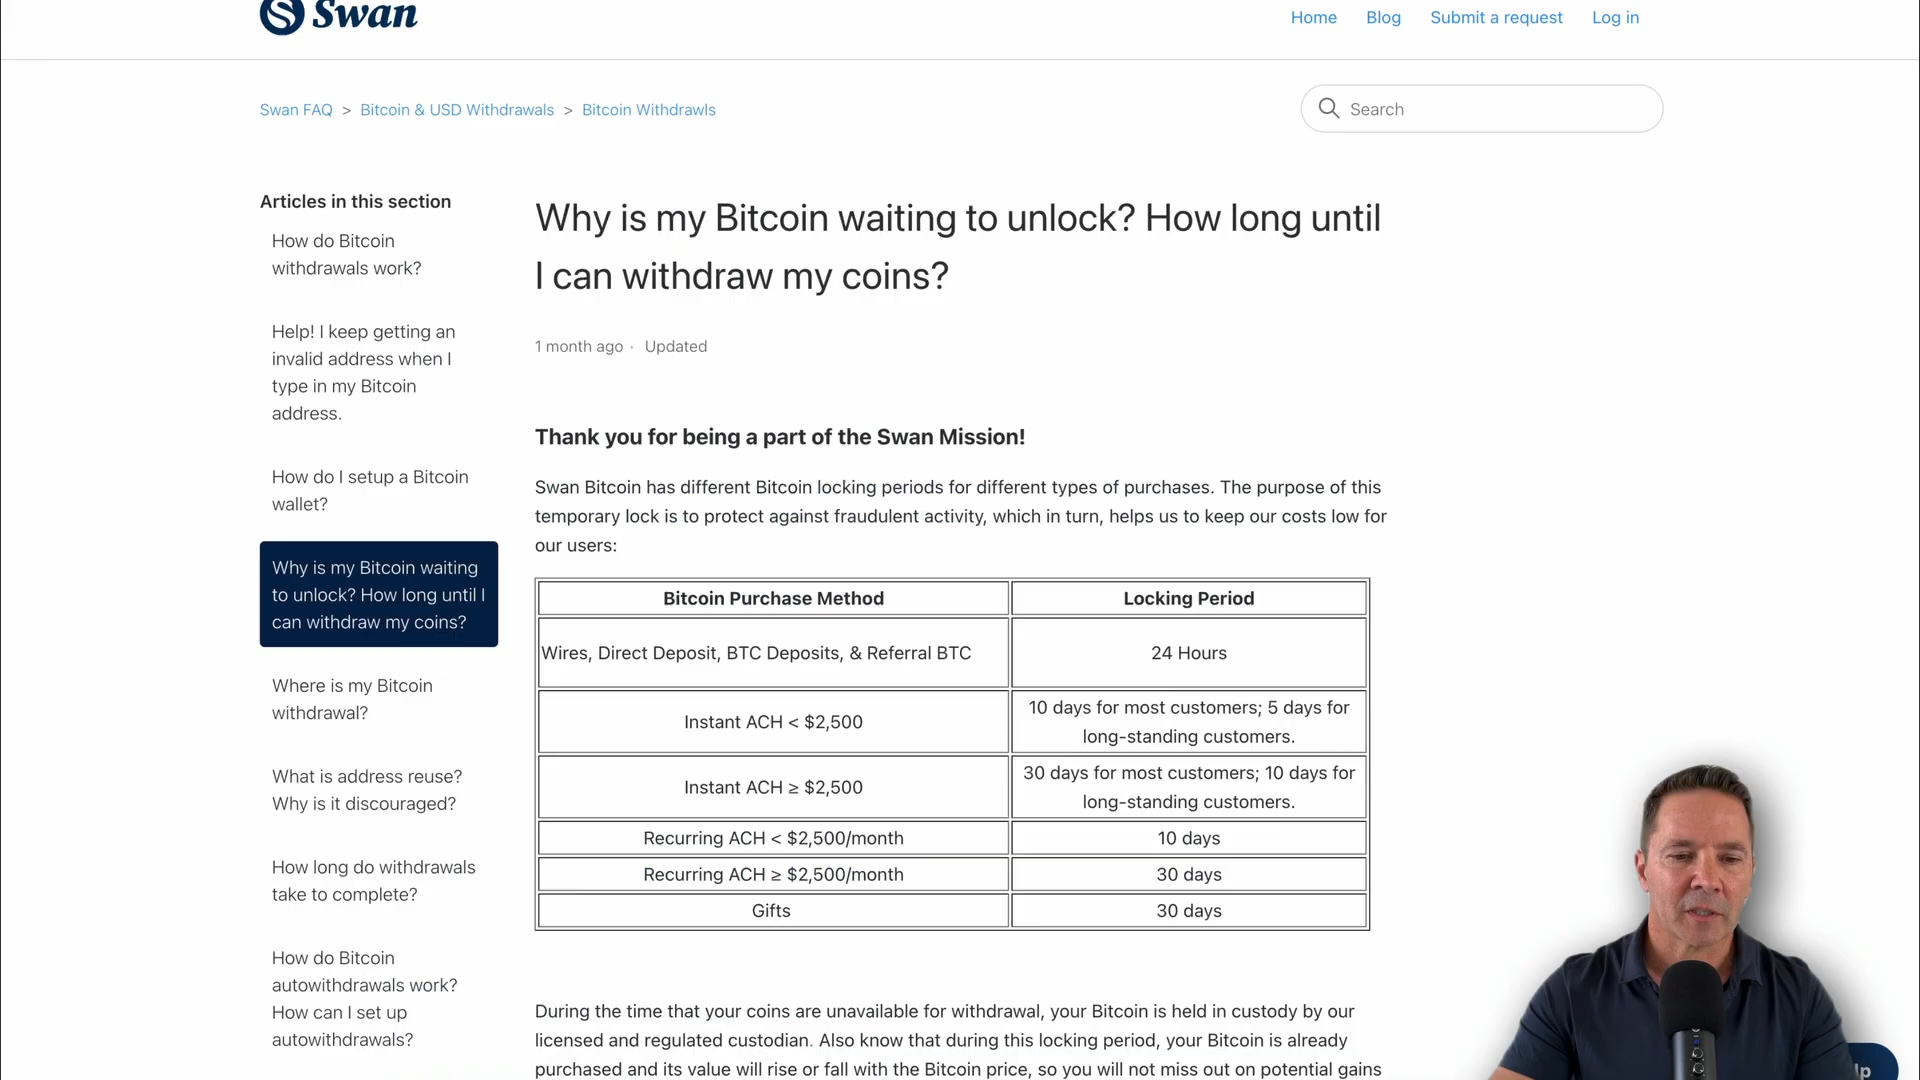 Swan
Home
Blog
Submit a request
Log in
Swan FAQ > Bitcoin & USD Withdrawals > Bitcoin Withdrawls
Search
Articles in this section
How do Bitcoin
withdrawals work?
Help! I keep getting an
invalid address when I
type in my Bitcoin
address.
How do I setup a Bitcoin
wallet?
Why is my Bitcoin waiting
to unlock? How long until I
can withdraw my coins?
Where is my Bitcoin
withdrawal?
What is address reuse?
Why is it discouraged?
How long do withdrawals
take to complete?
How do Bitcoin
autowithdrawals work?
How can I set up
autowithdrawals?
Why is my Bitcoin waiting to unlock? How long until
I can withdraw my coins?
1 month ago · Updated
Thank you for being a part of the Swan Mission!
Swan Bitcoin has different Bitcoin locking periods for different types of purchases. The purpose of this
temporary lock is to protect against fraudulent activity, which in turn, helps us to keep our costs low for
our users:
Bitcoin Purchase Method
Locking Period
Wires, Direct Deposit, BTC Deposits, & Referral BTC
24 Hours
Instant ACH < $2,500
10 days for most customers; 5 days for
long-standing customers.
Instant ACH ≥ $2,500
30 days for most customers; 10 days for
long-standing customers.
Recurring ACH < $2,500/month
10 days
Recurring ACH ≥ $2,500/month
30 days
Gifts
30 days
During the time that your coins are unavailable for withdrawal, your Bitcoin is held in custody by our
licensed and regulated custodian. Also know that during this locking period, your Bitcoin is already
purchased and its value will rise or fall with the Bitcoin price, so you will not miss out on potential gains